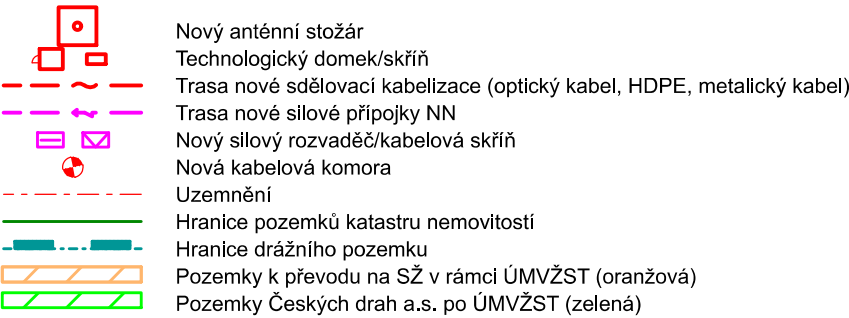 Nový anténní stožár
Technologický domek/skříň
Trasa nové sdělovací kabelizace (optický kabel, HDPE, metalický kabel)
Trasa nové silové přípojky NN
Nový silový rozvaděč/kabelová skříň
Nová kabelová komora
Uzemnění
Hranice pozemků katastru nemovitostí
Hranice drážního pozemku
Pozemky k převodu na SŽ v rámci ÚMVŽST (oranžová)
Pozemky Českých drah a.s. po ÚMVŽST (zelená)